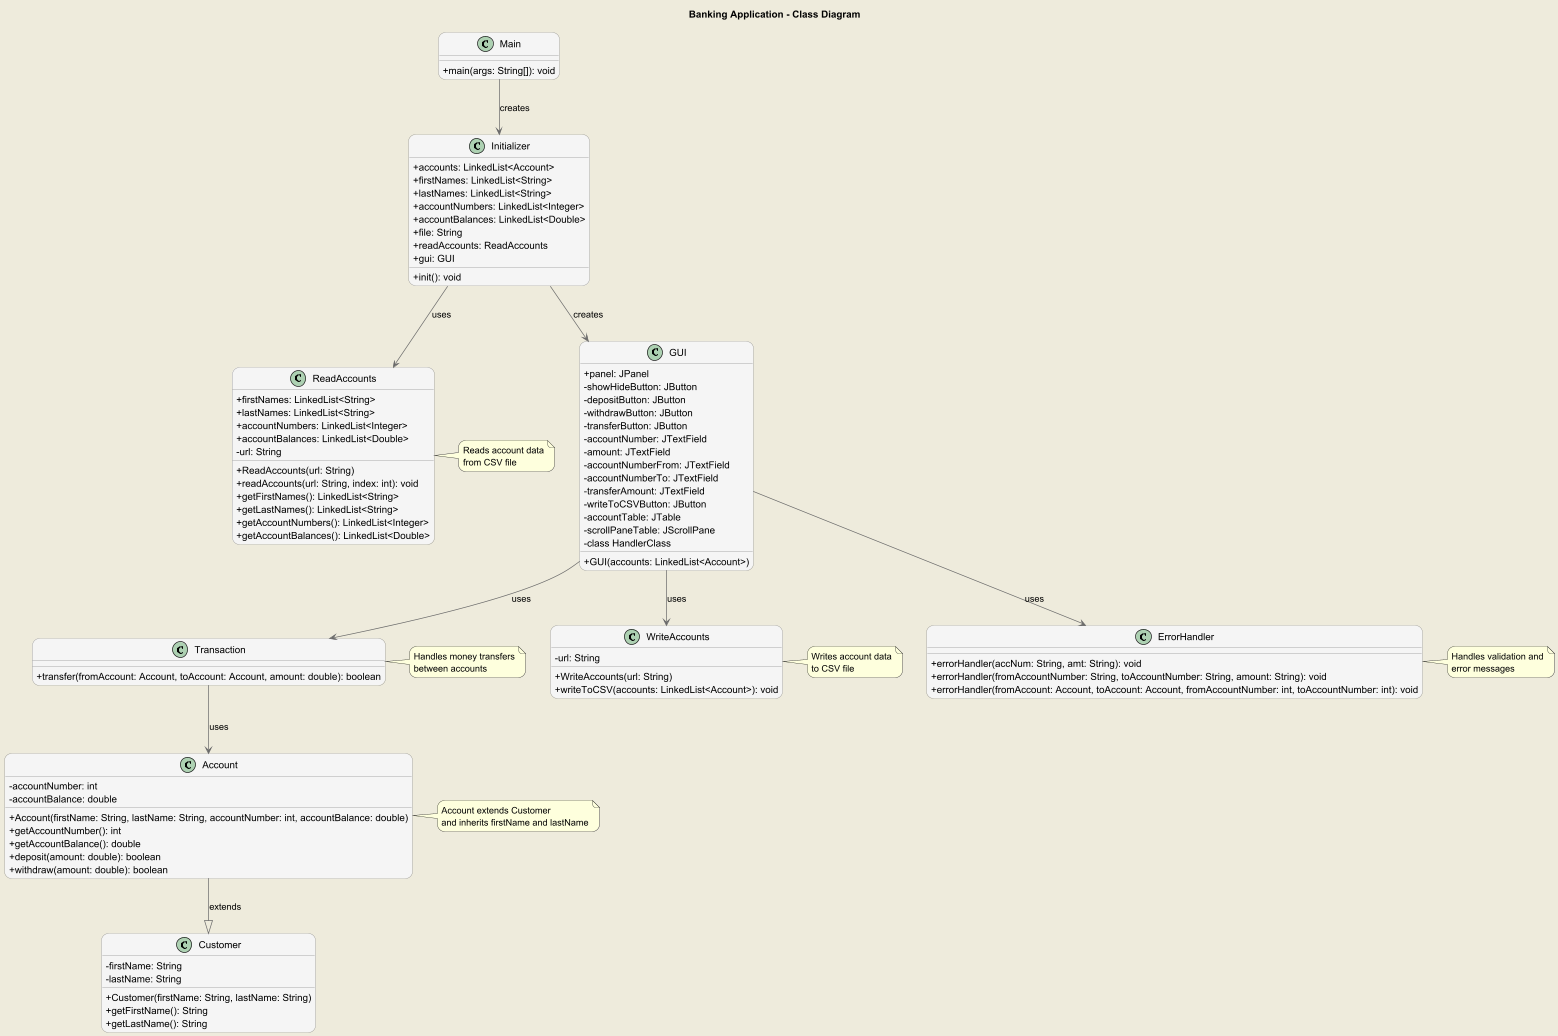 Banking Application - Class Diagram
C Main
+main(args: String[]): void
creates
C Initializer
+accounts: LinkedList<Account>
+firstNames: LinkedList<String>
+lastNames: LinkedList<String>
+accountNumbers: LinkedList<Integer>
+accountBalances: LinkedList<Double>
+file: String
+readAccounts: ReadAccounts
+gui: GUI
+init(): void
uses
creates
C ReadAccounts
+firstNames: LinkedList<String>
+lastNames: LinkedList<String>
+accountNumbers: LinkedList<Integer>
+accountBalances: LinkedList<Double>
-url: String
+ReadAccounts(url: String)
+readAccounts(url: String, index: int): void
+getFirstNames(): LinkedList<String>
+getLastNames(): LinkedList<String>
+getAccountNumbers(): LinkedList<Integer>
+getAccountBalances(): LinkedList<Double>
Reads account data
from CSV file
C GUI
+panel: JPanel
-showHideButton: JButton
-depositButton: JButton
-withdrawButton: JButton
-transferButton: JButton
-accountNumber: JTextField
-amount: JTextField
-accountNumberFrom: JTextField
-accountNumberTo: JTextField
-transferAmount: JTextField
-writeToCSVButton: JButton
-accountTable: JTable
-scrollPaneTable: JScrollPane
-class HandlerClass
+GUI(accounts: LinkedList<Account>)
uses
uses
uses
C Transaction
+transfer(fromAccount: Account, toAccount: Account, amount: double): boolean
Handles money transfers
between accounts
C WriteAccounts
-url: String
+WriteAccounts(url: String)
+writeToCSV(accounts: LinkedList<Account>): void
Writes account data
to CSV file
C ErrorHandler
+errorHandler(accNum: String, amt: String): void
+errorHandler(fromAccountNumber: String, toAccountNumber: String, amount: String): void
+errorHandler(fromAccount: Account, toAccount: Account, fromAccountNumber: int, toAccountNumber: int): void
Handles validation and
error messages
uses
C Account
-accountNumber: int
-accountBalance: double
+Account(firstName: String, lastName: String, accountNumber: int, accountBalance: double)
+getAccountNumber(): int
+getAccountBalance(): double
+deposit(amount: double): boolean
+withdraw(amount: double): boolean
Account extends Customer
and inherits firstName and lastName
extends
C Customer
-firstName: String
-lastName: String
+Customer(firstName: String, lastName: String)
+getFirstName(): String
+getLastName(): String